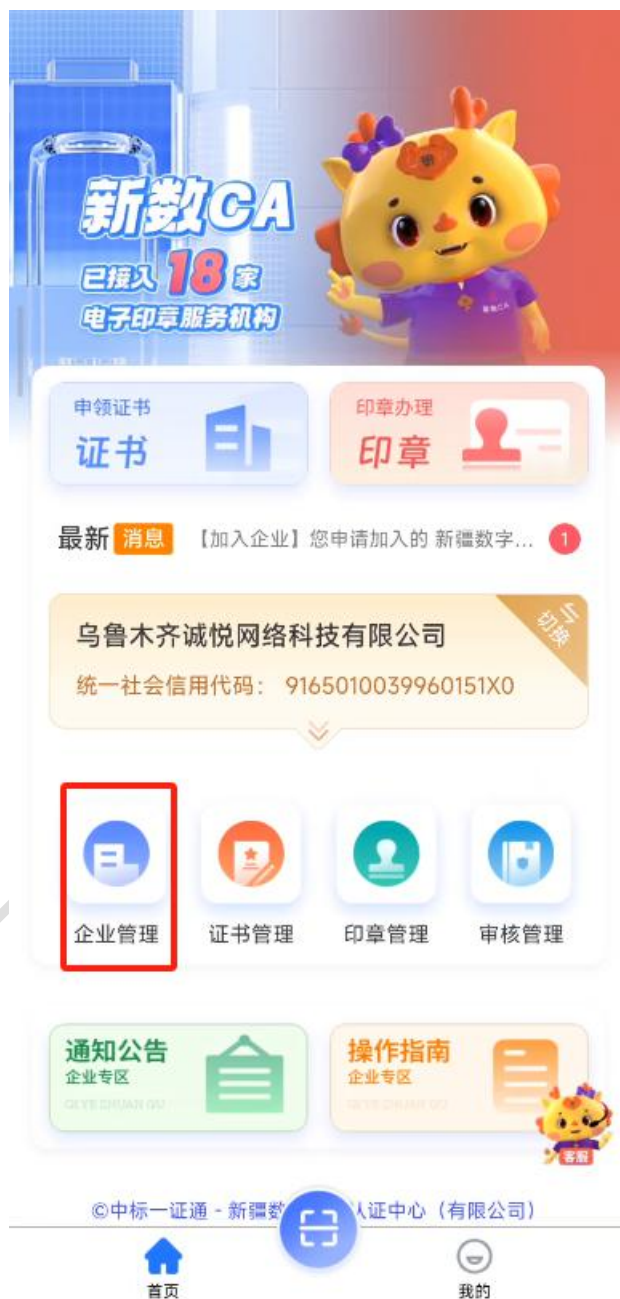 新数CA
已接入18家
电子印章服务机构
新数CA
申领证书
证书
印章办理
印章
最新 消息 【加入企业】您申请加入的 新疆数字... 1
切换
乌鲁木齐诚悦网络科技有限公司
统一社会信用代码： 9165010039960151X0
企业管理 证书管理 印章管理 审核管理
通知公告
企业专区
操作指南
企业专区
客服
©中标一证通 - 新疆数 认证中心（有限公司）
首页 我的